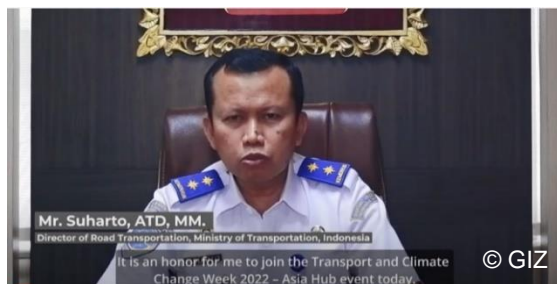 Mr. Suharto, ATD, MM.
Director of Road Transportation, Ministry of Transportation, Indonesia
It is an honor for me to join the Transport and Climate
Change Week 2022 – Asia Hub event today.
© GIZ